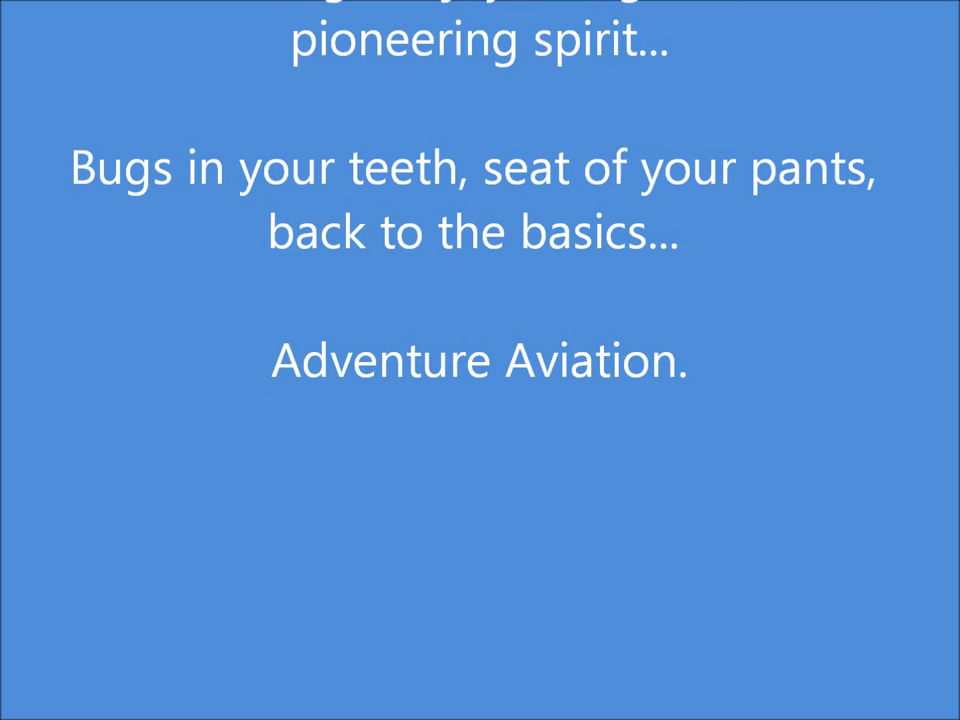 pioneering spirit...
Bugs in your teeth, seat of your pants,
back to the basics...
Adventure Aviation.